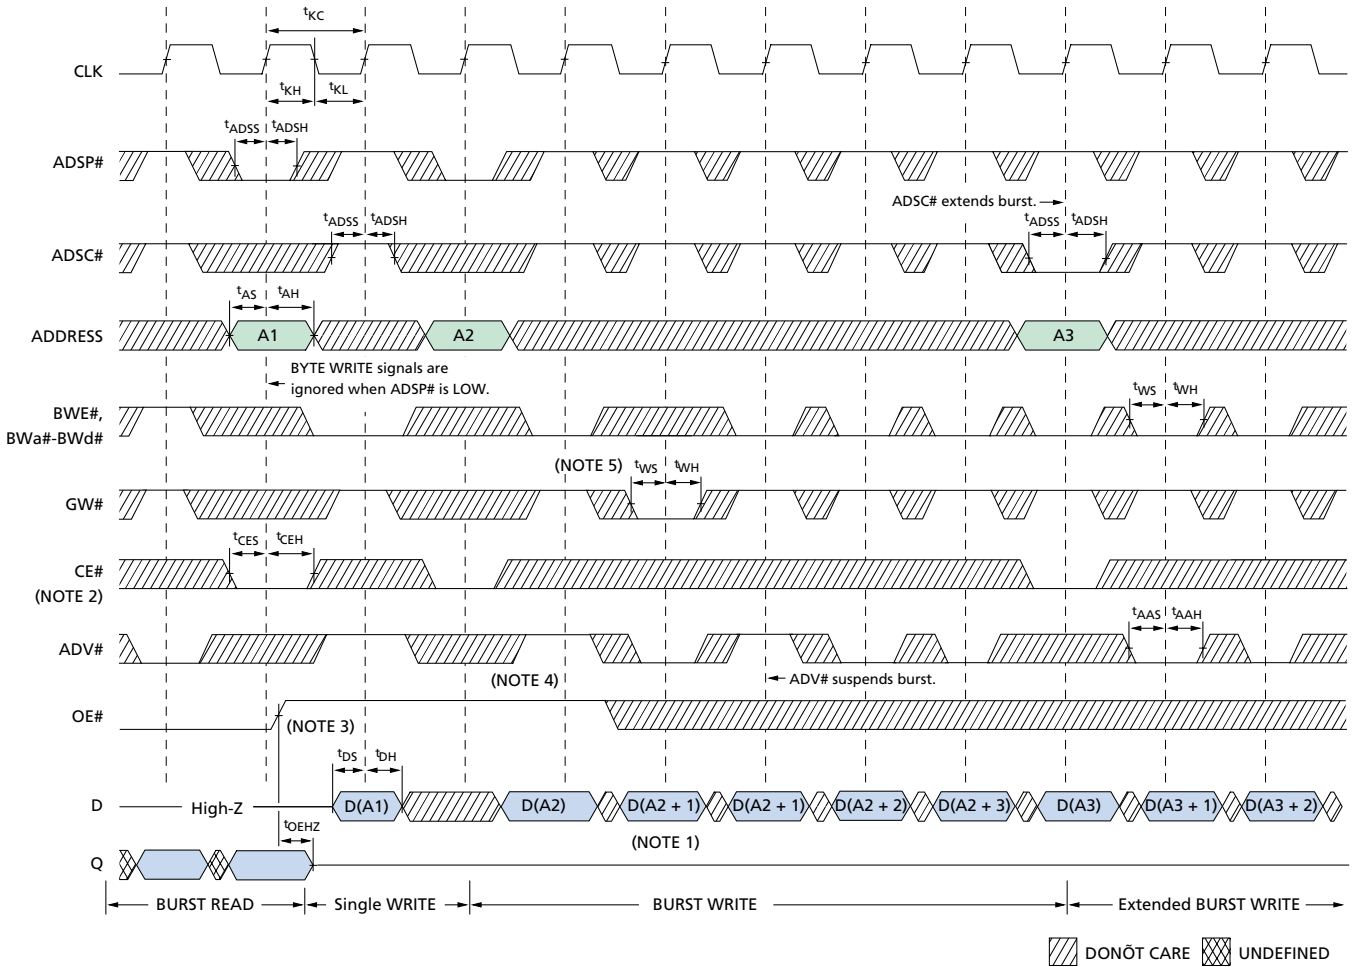 tKC
CLK
tKH
tKL
tADSS
tADSH
ADSP#
ADSC# extends burst.
tADSS
tADSH
tADSS
tADSH
ADSC#
tAS
tAH
ADDRESS
A1
A2
A3
BYTE WRITE signals are
ignored when ADSP# is LOW.
tWS
tWH
BWE#,
BWa#-BWd#
(NOTE 5)
tWS
tWH
GW#
tCES
tCEH
CE#
(NOTE 2)
tAAS
tAAH
ADV#
(NOTE 4)
ADV# suspends burst.
OE#
(NOTE 3)
tDS
tDH
D
High-Z
D(A1)
D(A2)
D(A2 + 1)
D(A2 + 1)
D(A2 + 2)
D(A2 + 3)
D(A3)
D(A3 + 1)
D(A3 + 2)
tOEHZ
(NOTE 1)
Q
BURST READ
Single WRITE
BURST WRITE
Extended BURST WRITE
DONÕT CARE
UNDEFINED